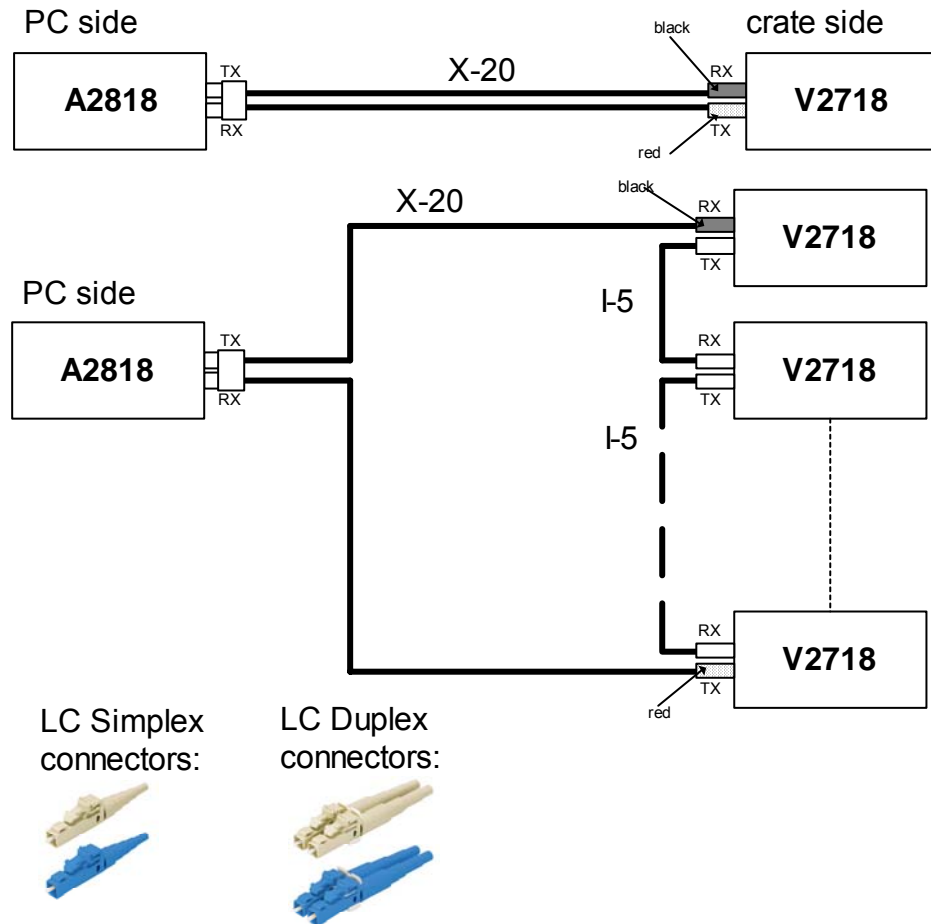 PC side
crate side
black
TX
X-20
RX
A2818
V2718
RX
TX
red
X-20
black
RX
V2718
TX
PC side
I-5
TX
RX
A2818
V2718
RX
TX
I-5
RX
V2718
TX
red
LC Simplex
connectors:
LC Duplex
connectors: